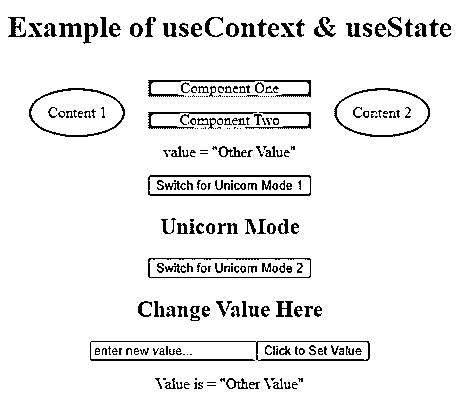 Example of useContext & useState
Component One
Content 1
Content 2
Component Two
value = "Other Value"
Switch for Unicorn Mode 1
Unicorn Mode
Switch for Unicorn Mode 2
Change Value Here
enter new value... Click to Set Value
Value is = "Other Value"